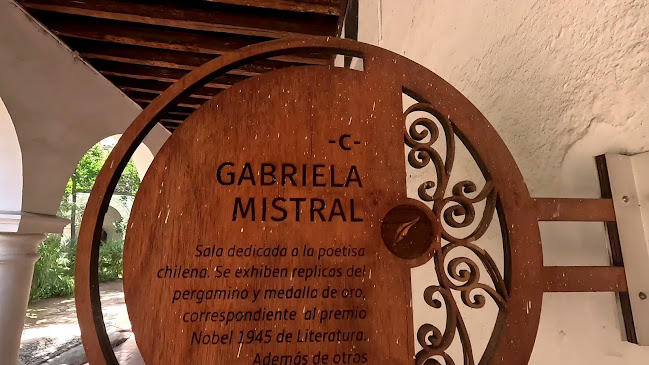 -C-
GABRIELA
MISTRAL
Sala dedicada a la poetisa
chilena. Se exhiben replicas del
pergamino y medalla de oro,
correspondiente al premio
Nobel 1945 de Literatura.
Además de otros